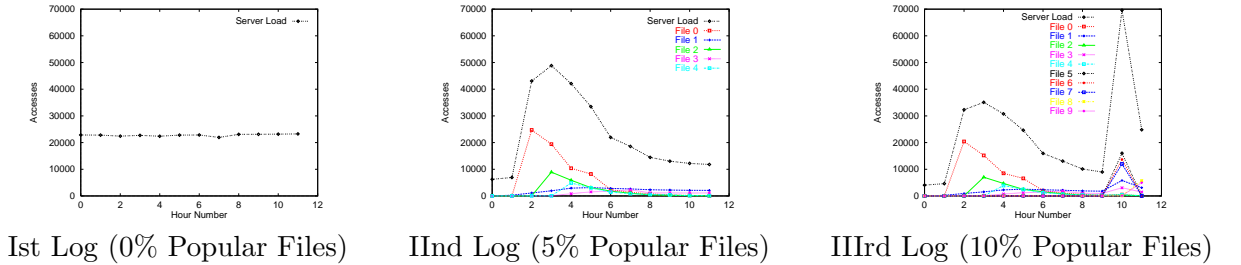 70000
60000
50000
40000
30000
20000
10000
0
Accesses
0 2 4 6 8 10 12
Hour Number
Server Load
Ist Log (0% Popular Files)
70000
60000
50000
40000
30000
20000
10000
0
Accesses
0 2 4 6 8 10 12
Hour Number
Server Load
File 0
File 1
File 2
File 3
File 4
IInd Log (5% Popular Files)
70000
60000
50000
40000
30000
20000
10000
0
Accesses
0 2 4 6 8 10 12
Hour Number
Server Load
File 0
File 1
File 2
File 3
File 4
File 5
File 6
File 7
File 8
File 9
IIIrd Log (10% Popular Files)